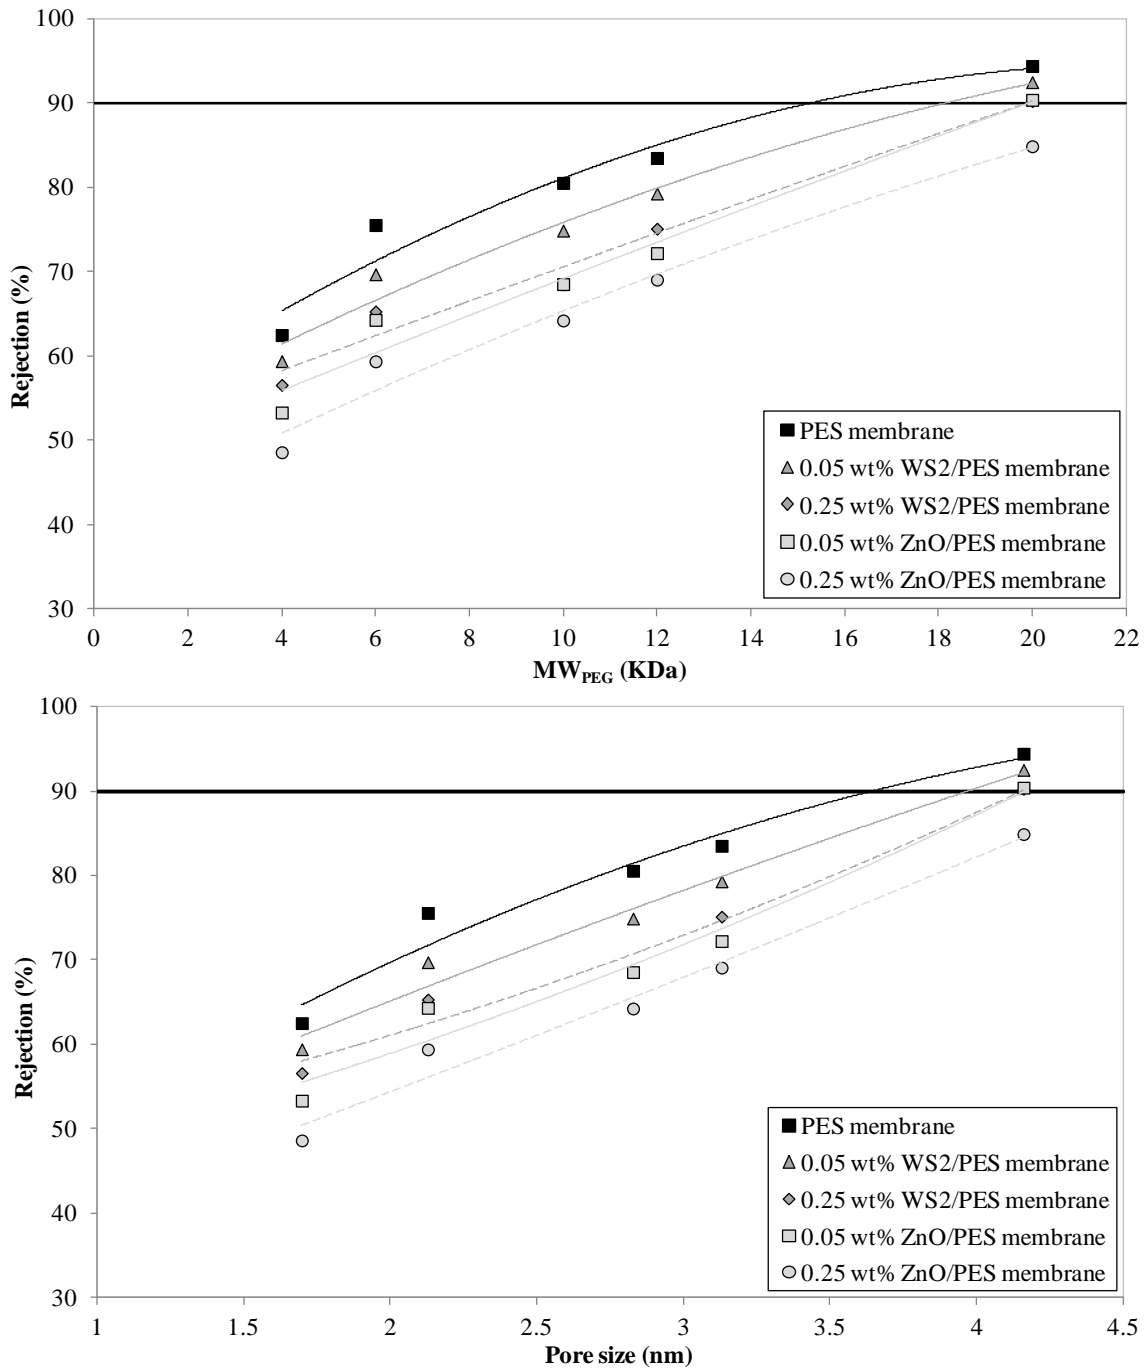 100
90
80
70
60
50
40
30
Rejection (%)
0 2 4 6 8 10 12 14 16 18 20 22
MWPEG (KDa)
PES membrane
0.05 wt% WS2/PES membrane
0.25 wt% WS2/PES membrane
0.05 wt% ZnO/PES membrane
0.25 wt% ZnO/PES membrane
100
90
80
70
60
50
40
30
Rejection (%)
1 1.5 2 2.5 3 3.5 4 4.5
Pore size (nm)
PES membrane
0.05 wt% WS2/PES membrane
0.25 wt% WS2/PES membrane
0.05 wt% ZnO/PES membrane
0.25 wt% ZnO/PES membrane